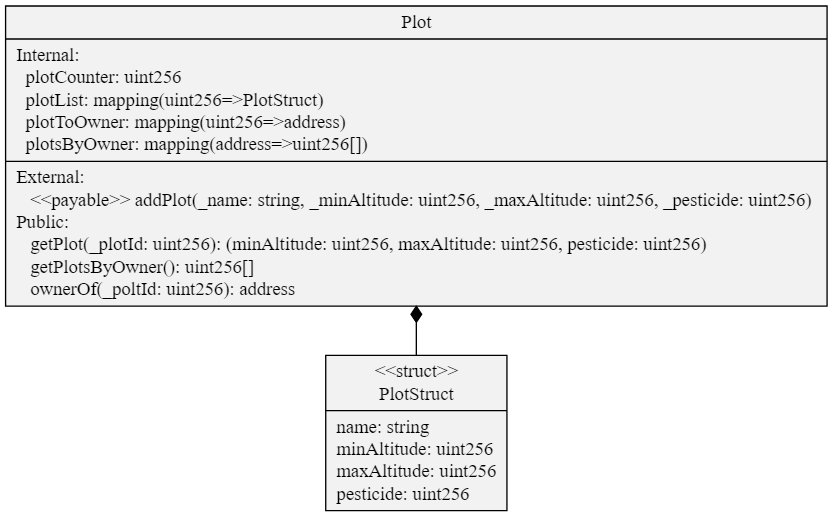 Plot
Internal:
plotCounter: uint256
plotList: mapping(uint256=>PlotStruct)
plotToOwner: mapping(uint256=>address)
plotsByOwner: mapping(address=>uint256[])
External:
<<payable>> addPlot(_name: string, _minAltitude: uint256, _maxAltitude: uint256, _pesticide: uint256)
Public:
getPlot(_plotId: uint256): (minAltitude: uint256, maxAltitude: uint256, pesticide: uint256)
getPlotsByOwner(): uint256[]
ownerOf(_poltId: uint256): address
<<struct>>
PlotStruct
name: string
minAltitude: uint256
maxAltitude: uint256
pesticide: uint256